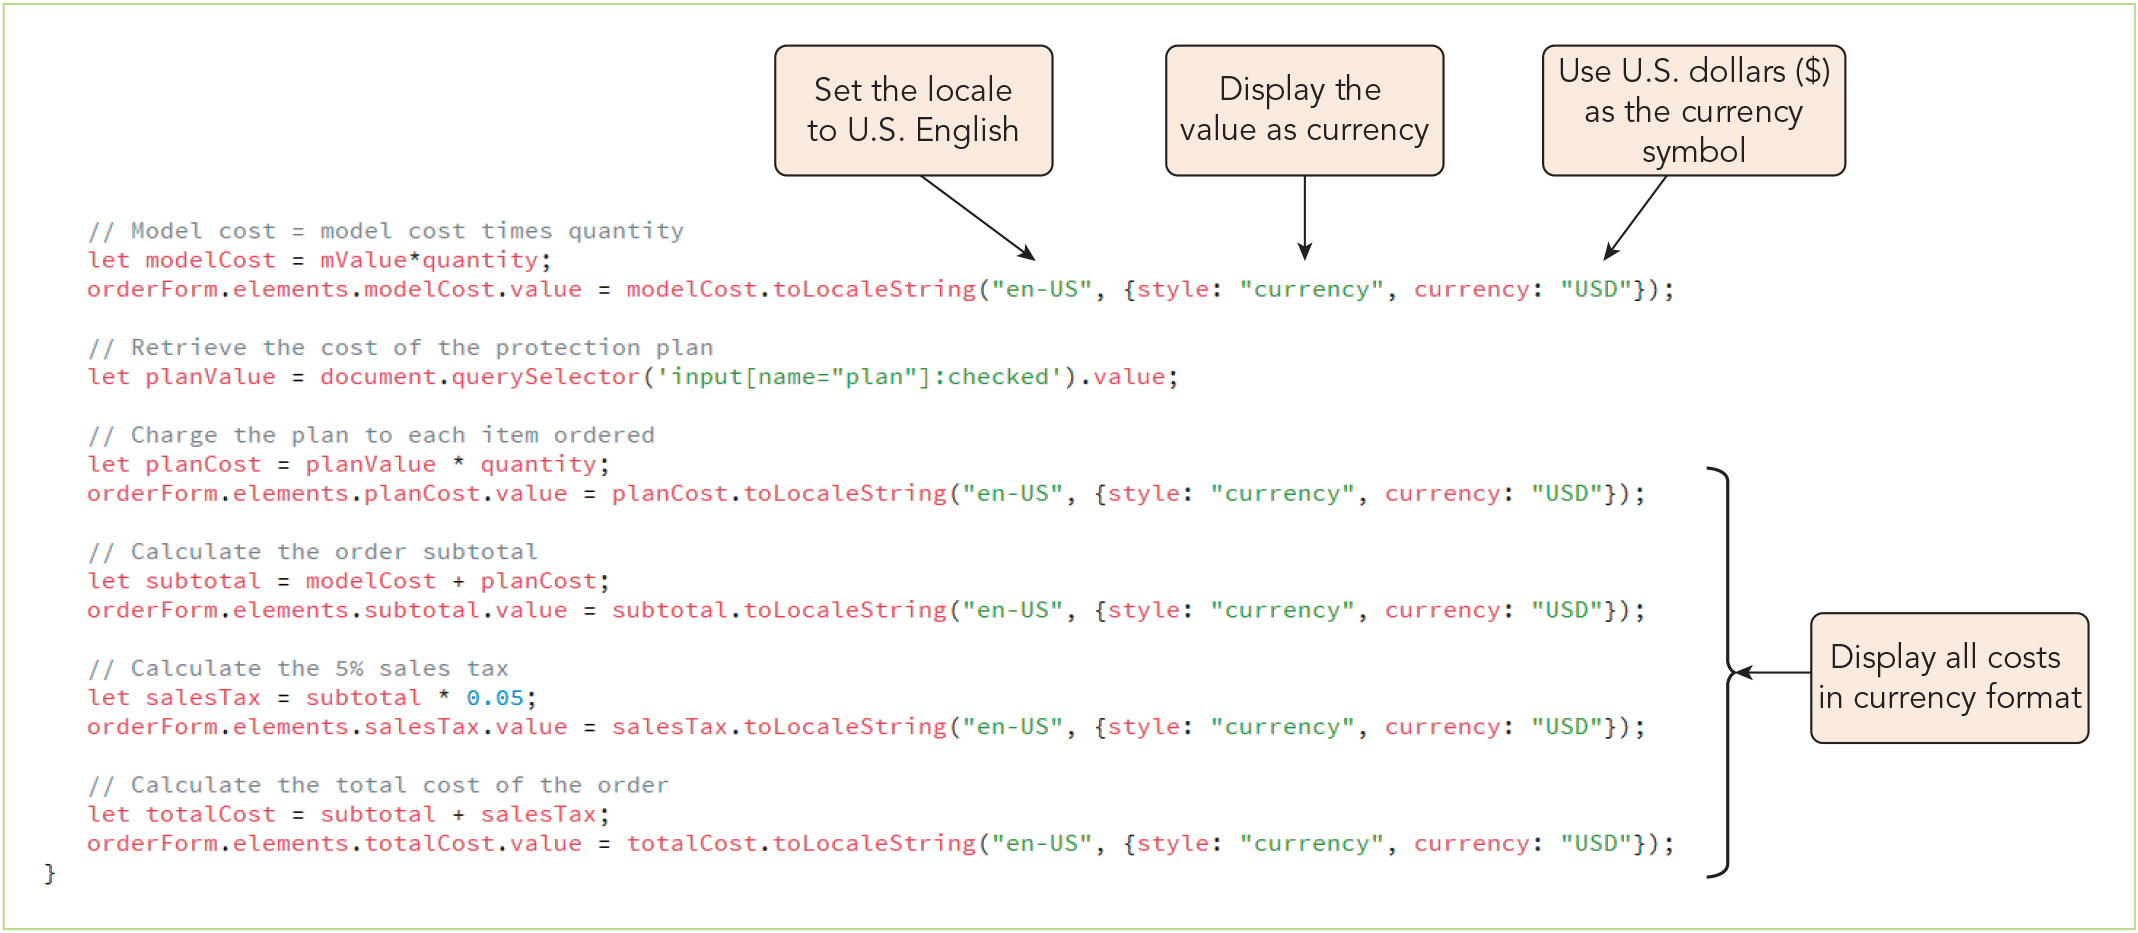 Set the locale
to U.S. English
Display the
value as currency
Use U.S. dollars ($)
as the currency
symbol
// Model cost = model cost times quantity
let modelCost = mValue*quantity;
orderForm.elements.modelCost.value = modelCost.toLocaleString("en-US", {style: "currency", currency: "USD"});
// Retrieve the cost of the protection plan
let planValue = document.querySelector('input[name="plan"]:checked').value;
// Charge the plan to each item ordered
let planCost = planValue * quantity;
orderForm.elements.planCost.value = planCost.toLocaleString("en-US", {style: "currency", currency: "USD"});
// Calculate the order subtotal
let subtotal = modelCost + planCost;
orderForm.elements.subtotal.value = subtotal.toLocaleString("en-US", {style: "currency", currency: "USD"});
// Calculate the 5% sales tax
let salesTax = subtotal * 0.05;
orderForm.elements.salesTax.value = salesTax.toLocaleString("en-US", {style: "currency", currency: "USD"});
// Calculate the total cost of the order
let totalCost = subtotal + salesTax;
orderForm.elements.totalCost.value = totalCost.toLocaleString("en-US", {style: "currency", currency: "USD"});
}
Display all costs
in currency format